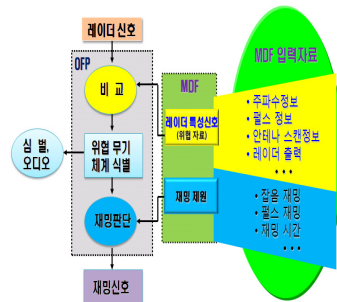 레이더 신호
OFP
비 교
위협 무기
체계 식별
심 벌,
오디오
재밍판단
재밍신호
MDF
레이더 특성신호
(위협 자료)
재밍 제원
MDF 입력자료
• 주파수정보
• 펄스 정보
• 안테나 스캔정보
• 레이더 출력
• • •
• 잡음 재밍
• 펄스 재밍
• 재밍 시간
• • •